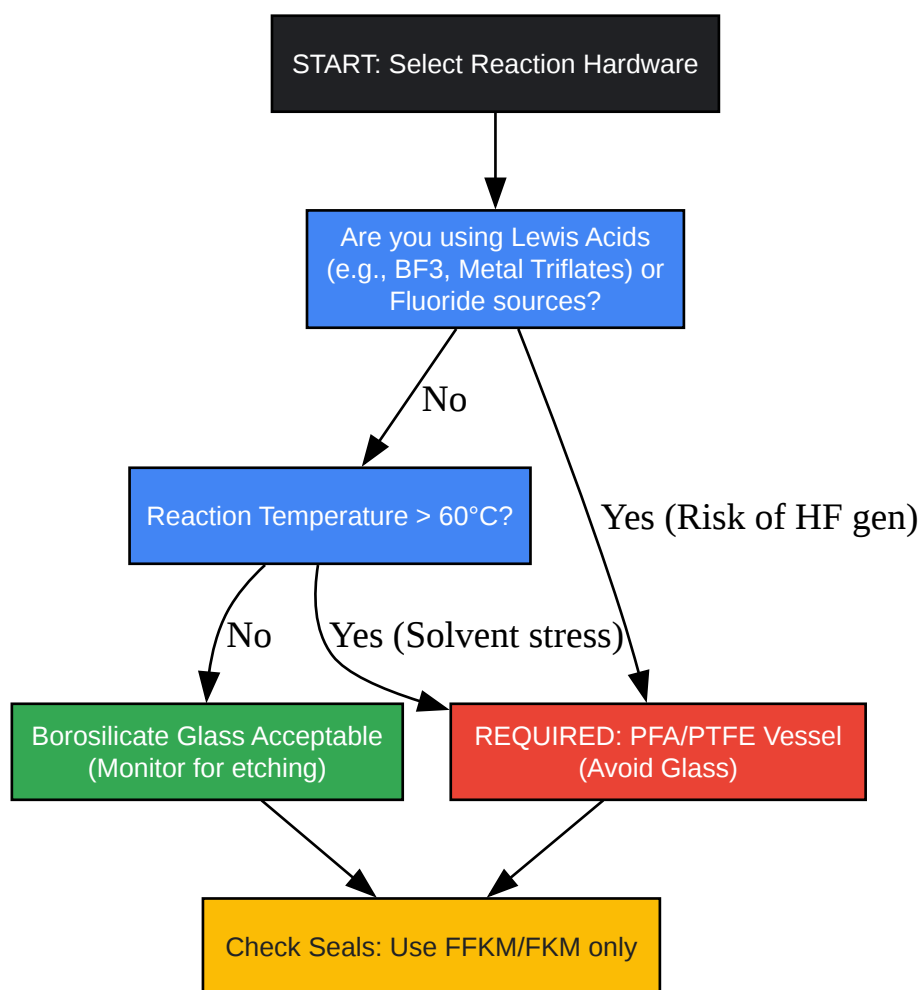 START: Select Reaction Hardware
Are you using Lewis Acids
(e.g., BF3, Metal Triflates) or
Fluoride sources?
No
Reaction Temperature > 60°C?
Yes (Risk of HF gen)
No
Yes (Solvent stress)
Borosilicate Glass Acceptable
(Monitor for etching)
REQUIRED: PFA/PTFE Vessel
(Avoid Glass)
Check Seals: Use FFKM/FKM only